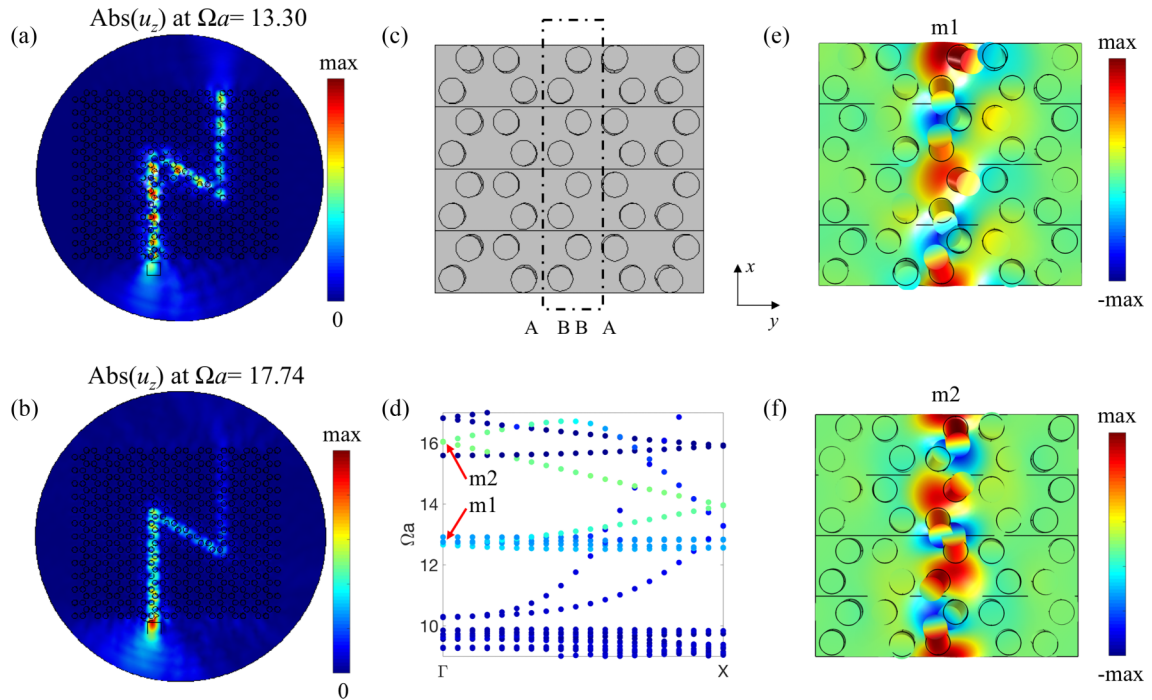 (a)
Abs(u_z) at Ωa= 13.30
max
0
(c)
A
B B
A
x
y
(e)
m1
max
-max
(b)
Abs(u_z) at Ωa= 17.74
max
0
(d)
Ωa
16
14
12
10
m2
m1
Γ
X
(f)
m2
max
-max